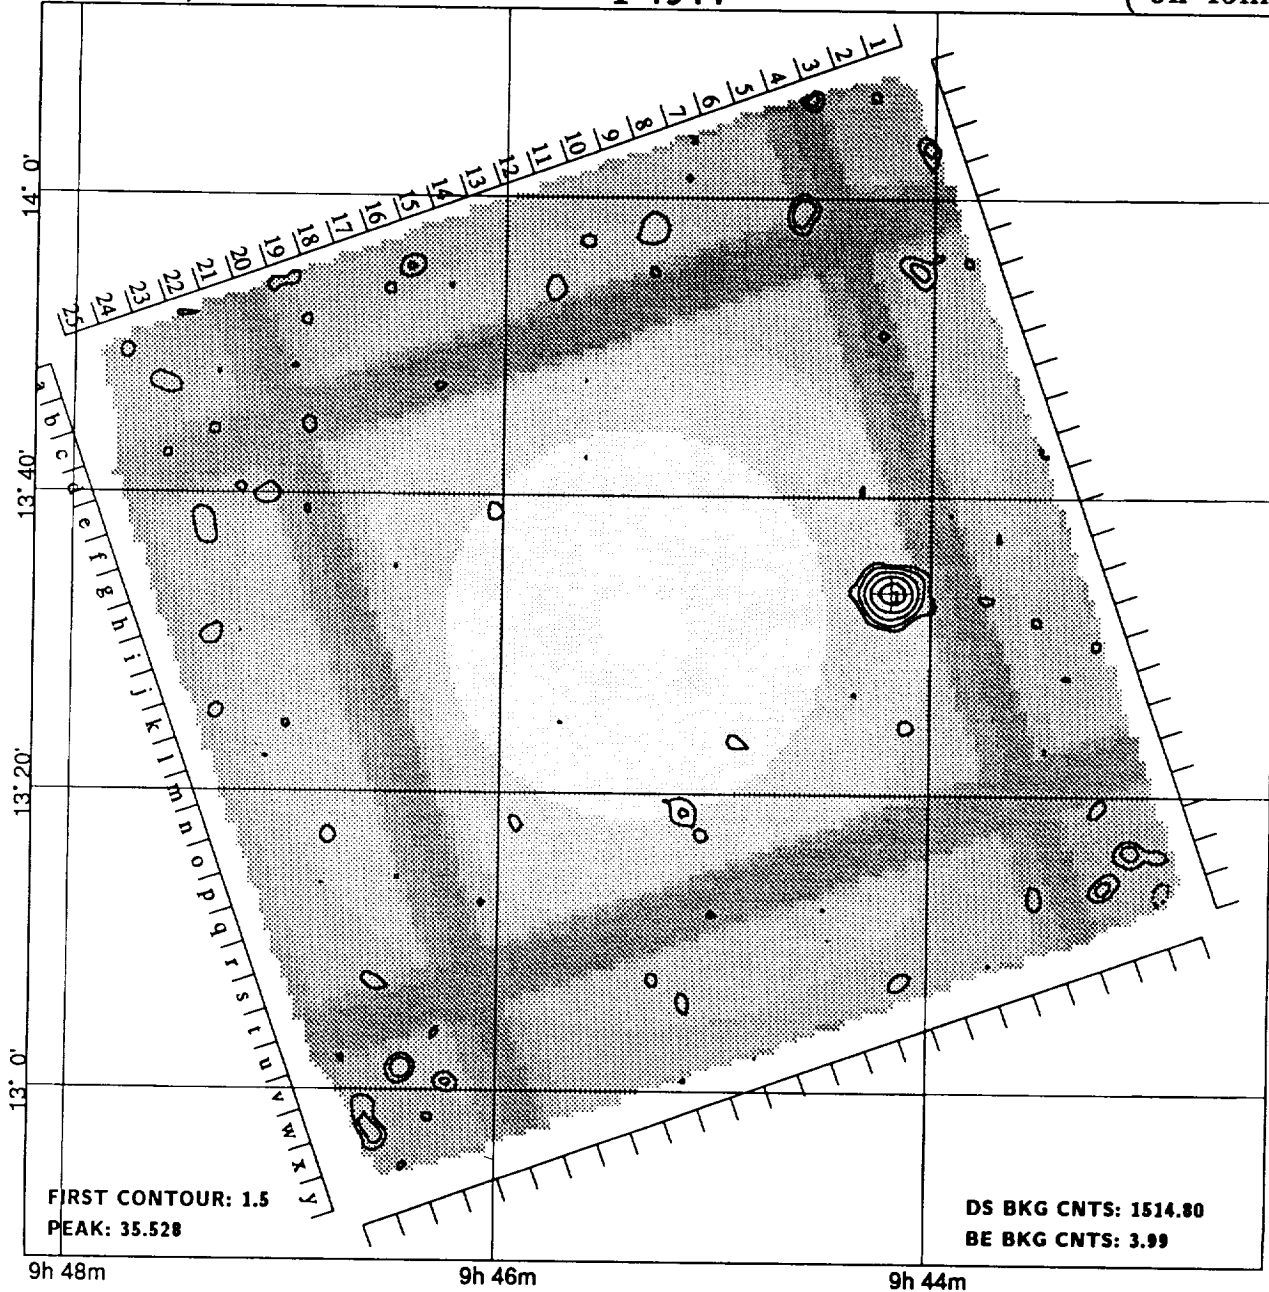 1 2 3 4 5 6 7 8 9 10 11 12 13 14 15 16 17 18 19 20 21 22 23 24 25
14° 0'
13° 40'
13° 20'
13° 0'
a b c d e f g h i j k l m n o p q r s t u v w x y
FIRST CONTOUR: 1.5
PEAK: 35.528
DS BKG CNTS: 1514.80
BE BKG CNTS: 3.99
9h 48m
9h 46m
9h 44m